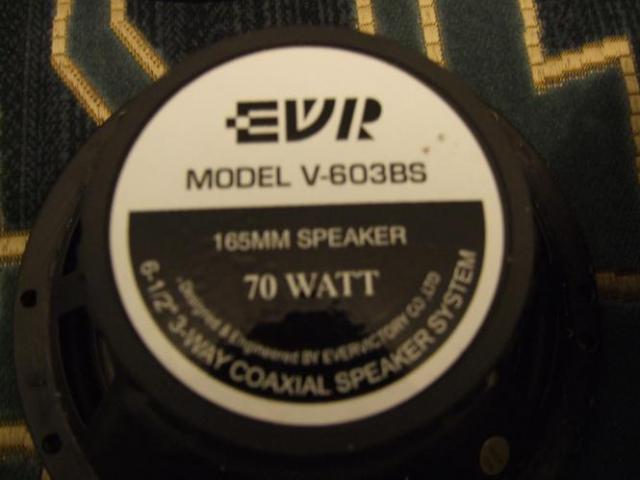 EVR
MODEL V-603BS
165MM SPEAKER
70 WATT
. Designed & Engineered BY EVERVICTORY CO .,LTD
6-1/2" 3-WAY COAXIAL SPEAKER SYSTEM